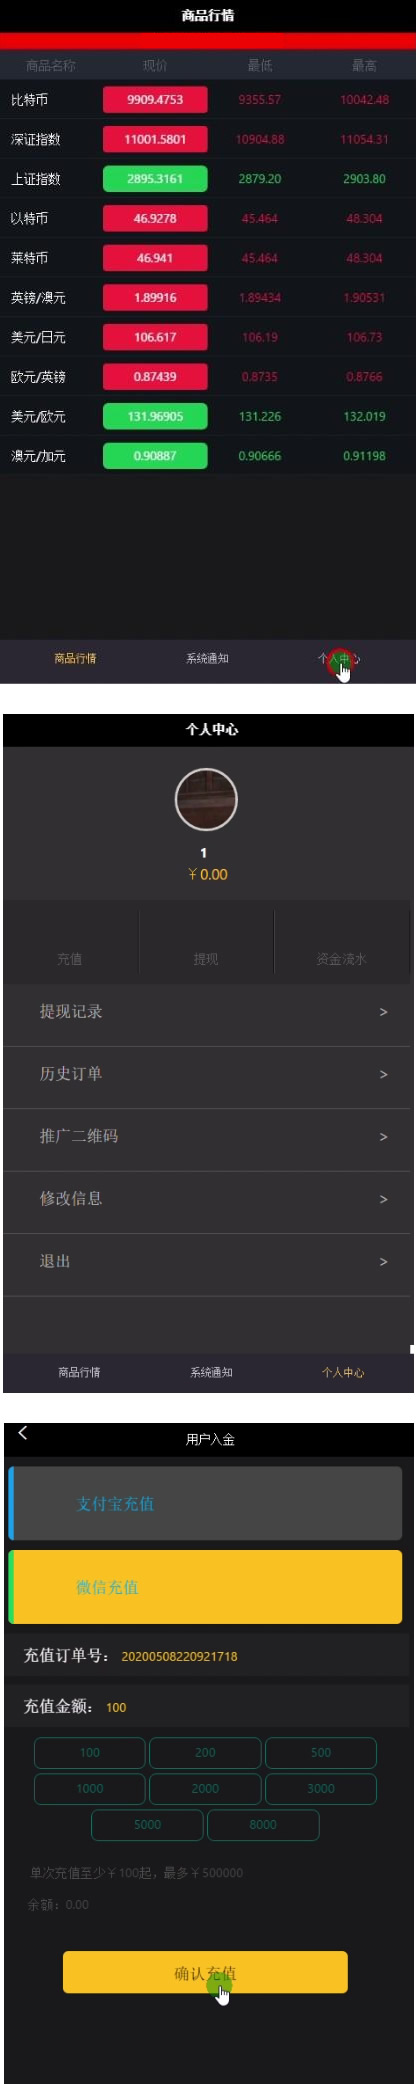 商品行情
商品名称 现价 最低 最高
比特币 9909.4753 9355.57 10042.48
深证指数 11001.5801 10904.88 11054.31
上证指数 2895.3161 2879.20 2903.80
以特币 46.9278 45.464 48.304
莱特币 46.941 45.464 48.304
英镑/澳元 1.89916 1.89434 1.90531
美元/日元 106.617 106.19 106.73
欧元/英镑 0.87439 0.8735 0.8766
美元/欧元 131.96905 131.226 132.019
澳元/加元 0.90887 0.90666 0.91198
商品行情 系统通知 个人中心
个人中心
1
￥0.00
充值 提现 资金流水
提现记录 >
历史订单 >
推广二维码 >
修改信息 >
退出 >
商品行情 系统通知 个人中心
用户入金
支付宝充值
微信充值
充值订单号： 20200508220921718
充值金额： 100
100 200 500
1000 2000 3000
5000 8000
单次充值至少￥100起，最多￥500000
余額：0.00
确认充值